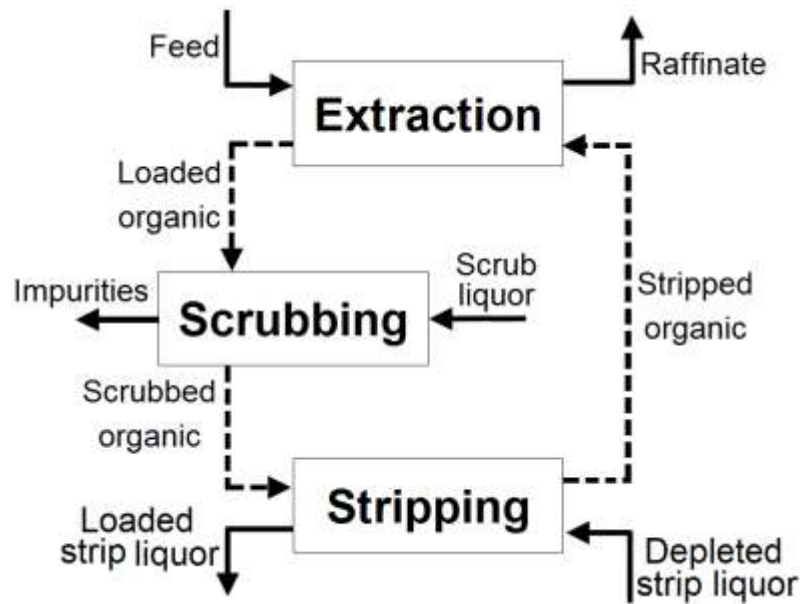 Feed
Raffinate
Extraction
Loaded
organic
Scrub
liquor
Stripped
organic
Impurities
Scrubbing
Scrubbed
organic
Stripping
Loaded
strip liquor
Depleted
strip liquor